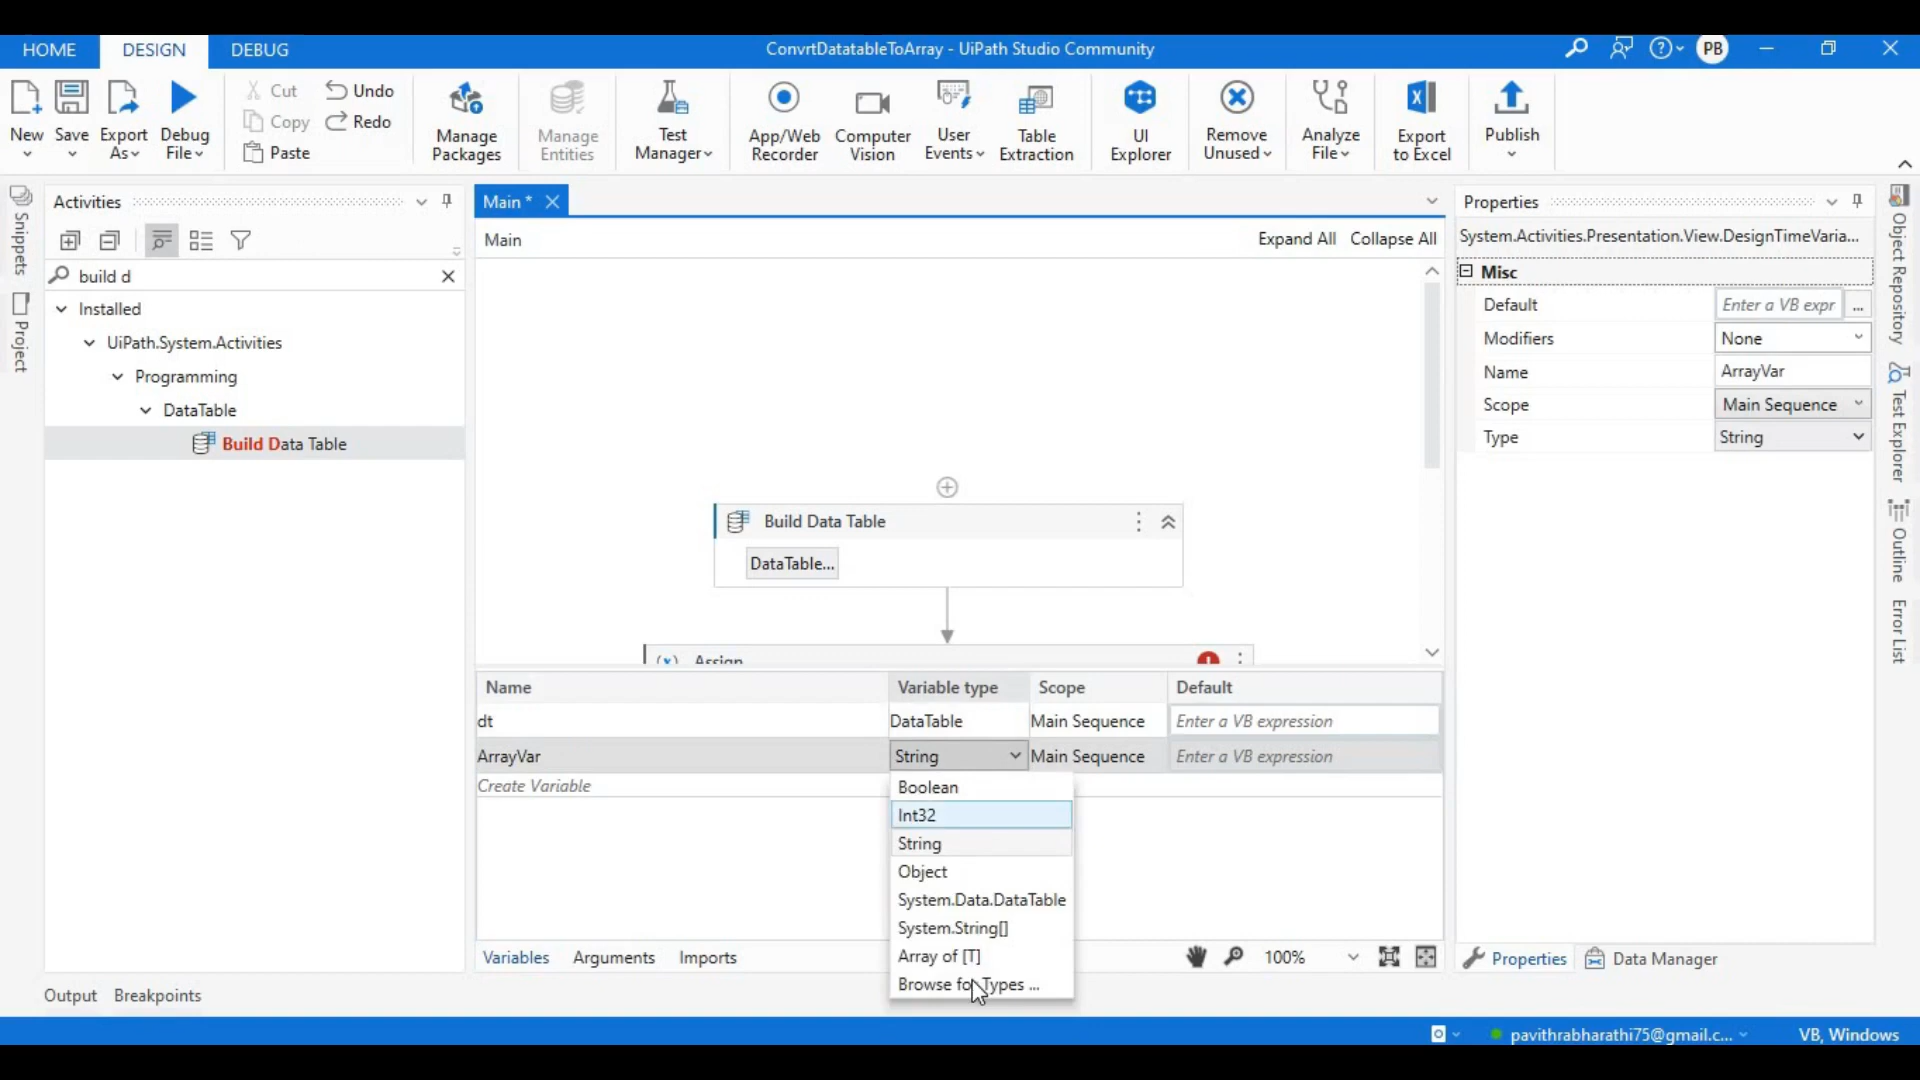 HOME DESIGN DEBUG ConvrtDatatableToArray - UiPath Studio Community PB
New Save Export As Debug File Cut Copy Paste Undo Redo Manage Packages Manage Entities Test Manager App/Web Recorder Computer Vision User Events Table Extraction UI Explorer Remove Unused Analyze File Export to Excel Publish
Snippets
Project
Activities
build d
Installed
UiPath.System.Activities
Programming
DataTable
Build Data Table
Main *
Main Expand All Collapse All
Build Data Table
DataTable...
(x) Assign
Name Variable type Scope Default
dt DataTable Main Sequence Enter a VB expression
ArrayVar String Main Sequence Enter a VB expression
Create Variable
Boolean
Int32
String
Object
System.Data.DataTable
System.String[]
Array of [T]
Browse for Types ...
Variables Arguments Imports 100%
Properties
System.Activities.Presentation.View.DesignTimeVaria...
Misc
Default Enter a VB expr ...
Modifiers None
Name ArrayVar
Scope Main Sequence
Type String
Properties Data Manager
Object Repository
Test Explorer
Outline
Error List
Output Breakpoints
pavithrabharathi75@gmail.c... VB, Windows